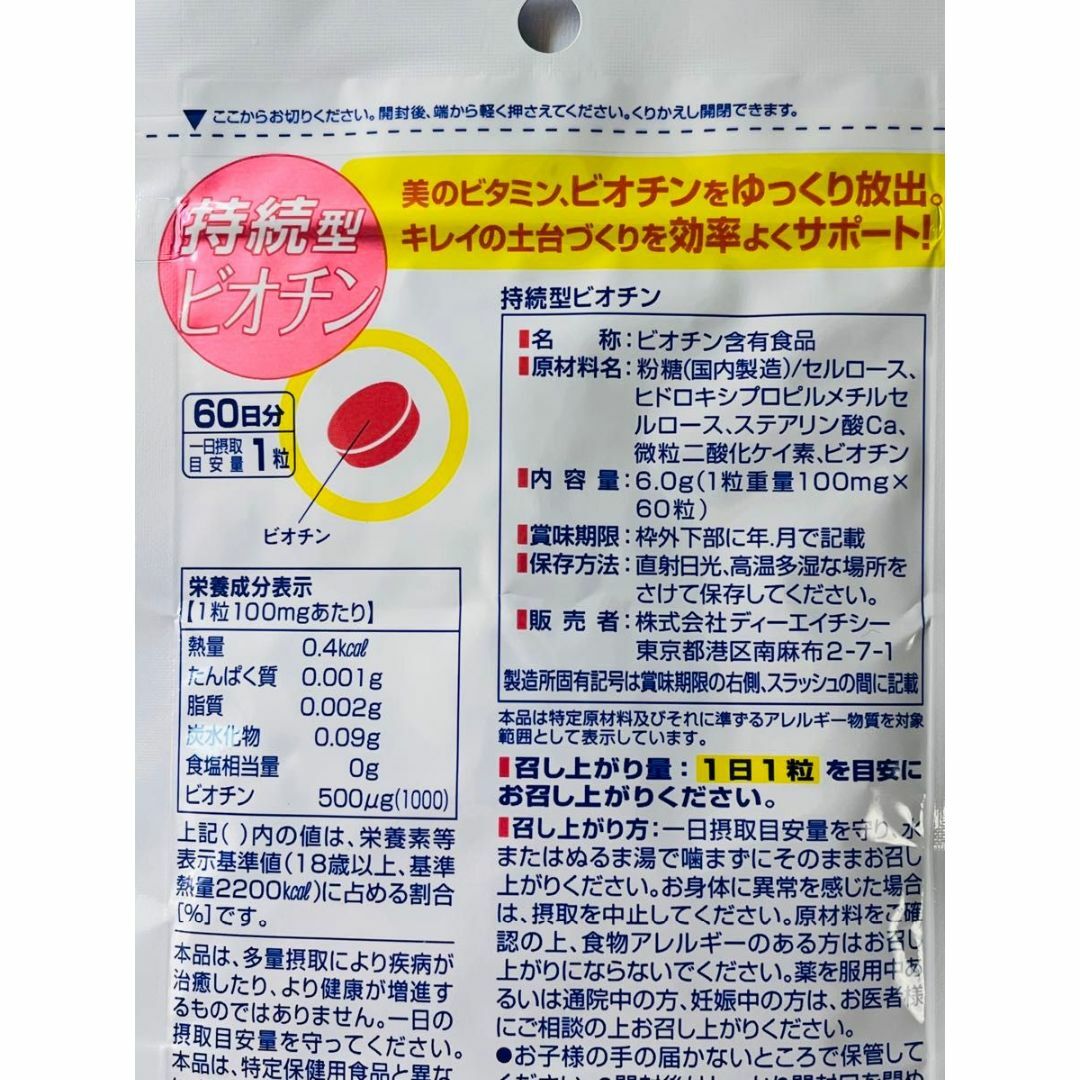 ▼ここからお切りください。開封後、端から軽く押さえてください。くりかえし開閉できます。
持続型
ビオチン
美のビタミン、ビオチンをゆっくり放出。
キレイの土台づくりを効率よくサポート!
60日分
一日摂取
目安量 1粒
ビオチン
栄養成分表示
【1粒100mgあたり】
熱量 0.4kcal
たんぱく質 0.001g
脂質 0.002g
炭水化物 0.09g
食塩相当量 0g
ビオチン 500μg(1000)
上記( )内の値は、栄養素等
表示基準値(18歳以上、基準
熱量2200kcal)に占める割合
[%]です。
本品は、多量摂取により疾病が
治癒したり、より健康が増進す
るものではありません。一日の
摂取目安量を守ってください。
本品は、特定保健用食品と異な
持続型ビオチン
名 称:ビオチン含有食品
原材料名:粉糖(国内製造)/セルロース、
ヒドロキシプロピルメチルセ
ルロース、ステアリン酸Ca、
微粒二酸化ケイ素、ビオチン
内容量:6.0g(1粒重量100mg×
60粒)
賞味期限:枠外下部に年.月で記載
保存方法:直射日光、高温多湿な場所を
さけて保存してください。
販売者:株式会社ディーエイチシー
東京都港区南麻布2-7-1
製造所固有記号は賞味期限の右側、スラッシュの間に記載
本品は特定原材料及びそれに準ずるアレルギー物質を対象
範囲として表示しています。
召し上がり量:1日1粒を目安に
お召し上がりください。
召し上がり方:一日摂取目安量を守り、水
またはぬるま湯で噛まずにそのままお召し
上がりください。お身体に異常を感じた場合
は、摂取を中止してください。原材料をご確
認の上、食物アレルギーのある方はお召し
上がりにならないでください。薬を服用中あ
るいは通院中の方、妊娠中の方は、お医者様
にご相談の上お召し上がりください。
●お子様の手の届かないところで保管して